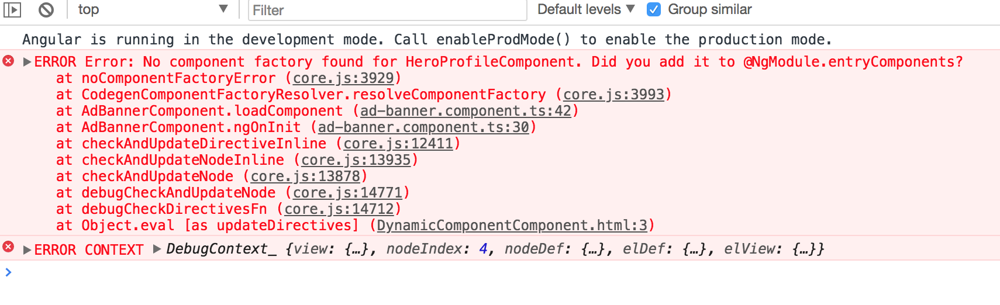 top Filter Default levels Group similar
Angular is running in the development mode. Call enableProdMode() to enable the production mode.
ERROR Error: No component factory found for HeroProfileComponent. Did you add it to @NgModule.entryComponents?
at noComponentFactoryError (core.js:3929)
at CodegenComponentFactoryResolver.resolveComponentFactory (core.js:3993)
at AdBannerComponent.loadComponent (ad-banner.component.ts:42)
at AdBannerComponent.ngOnInit (ad-banner.component.ts:30)
at checkAndUpdateDirectiveInline (core.js:12411)
at checkAndUpdateNodeInline (core.js:13935)
at checkAndUpdateNode (core.js:13878)
at debugCheckAndUpdateNode (core.js:14771)
at debugCheckDirectivesFn (core.js:14712)
at Object.eval [as updateDirectives] (DynamicComponentComponent.html:3)
ERROR CONTEXT DebugContext_ {view: {…}, nodeIndex: 4, nodeDef: {…}, elDef: {…}, elView: {…}}